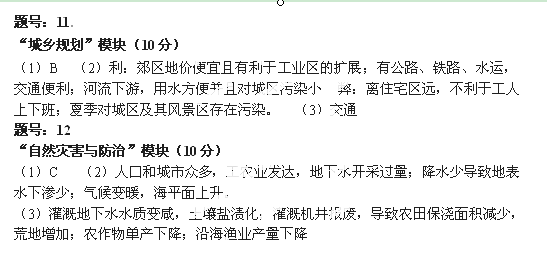 题号：11
“城乡规划”模块（10 分）
（1）B （2）利：郊区地价便宜且有利于工业区的扩展；有公路、铁路、水运，
交通便利；河流下游，用水方便并且对城区污染小 弊：离住宅区远，不利于工人
上下班；夏季对城区及其风景区存在污染。 （3）交通
题号：12
“自然灾害与防治”模块（10 分）
（1）C （2）人口和城市众多，工农业发达，地下水开采过量；降水少导致地表
水下渗少；气候变暖，海平面上升。
（3）灌溉地下水水质变咸，土壤盐渍化；灌溉机井报废，导致农田保浇面积减少，
荒地增加；农作物单产下降；沿海渔业产量下降